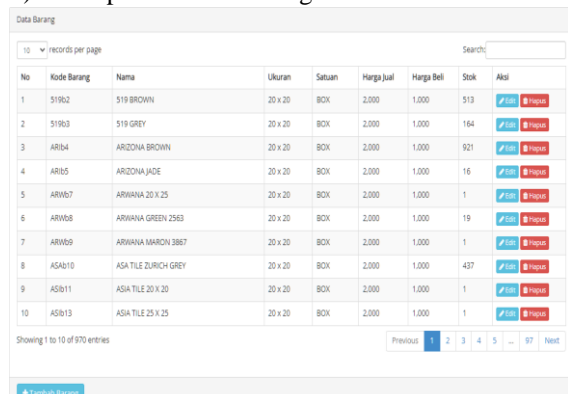 Data Barang
10 records per page Search:
No Kode Barang Nama Ukuran Satuan Harga Jual Harga Beli Stok Aksi
1 519b2 519 BROWN 20 x 20 BOX 2,000 1,000 513 Edit Hapus
2 519b3 519 GREY 20 x 20 BOX 2,000 1,000 164 Edit Hapus
3 ARIb4 ARIZONA BROWN 20 x 20 BOX 2,000 1,000 921 Edit Hapus
4 ARIb5 ARIZONA JADE 20 x 20 BOX 2,000 1,000 16 Edit Hapus
5 ARWb7 ARWANA 20 X 25 20 x 20 BOX 2,000 1,000 1 Edit Hapus
6 ARWb8 ARWANA GREEN 2563 20 x 20 BOX 2,000 1,000 19 Edit Hapus
7 ARWb9 ARWANA MARON 3867 20 x 20 BOX 2,000 1,000 1 Edit Hapus
8 ASAb10 ASA TILE ZURICH GREY 20 x 20 BOX 2,000 1,000 437 Edit Hapus
9 ASIb11 ASIA TILE 20 X 20 20 x 20 BOX 2,000 1,000 1 Edit Hapus
10 ASIb13 ASIA TILE 25 X 25 20 x 20 BOX 2,000 1,000 1 Edit Hapus
Showing 1 to 10 of 970 entries Previous 1 2 3 4 5 ... 97 Next
+ Tambah Barang